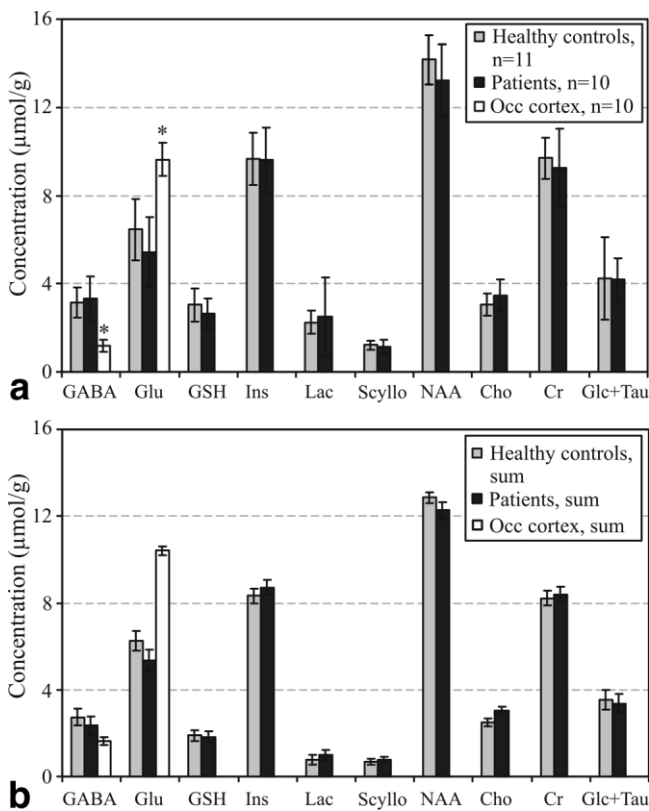 16
12
8
4
0
Concentration (μmol/g)
Healthy controls,
n=11
Patients, n=10
Occ cortex, n=10
*
*
a
GABA Glu GSH Ins Lac Scyllo NAA Cho Cr Glc+Tau
16
12
8
4
0
Concentration (μmol/g)
Healthy controls,
sum
Patients, sum
Occ cortex, sum
b
GABA Glu GSH Ins Lac Scyllo NAA Cho Cr Glc+Tau